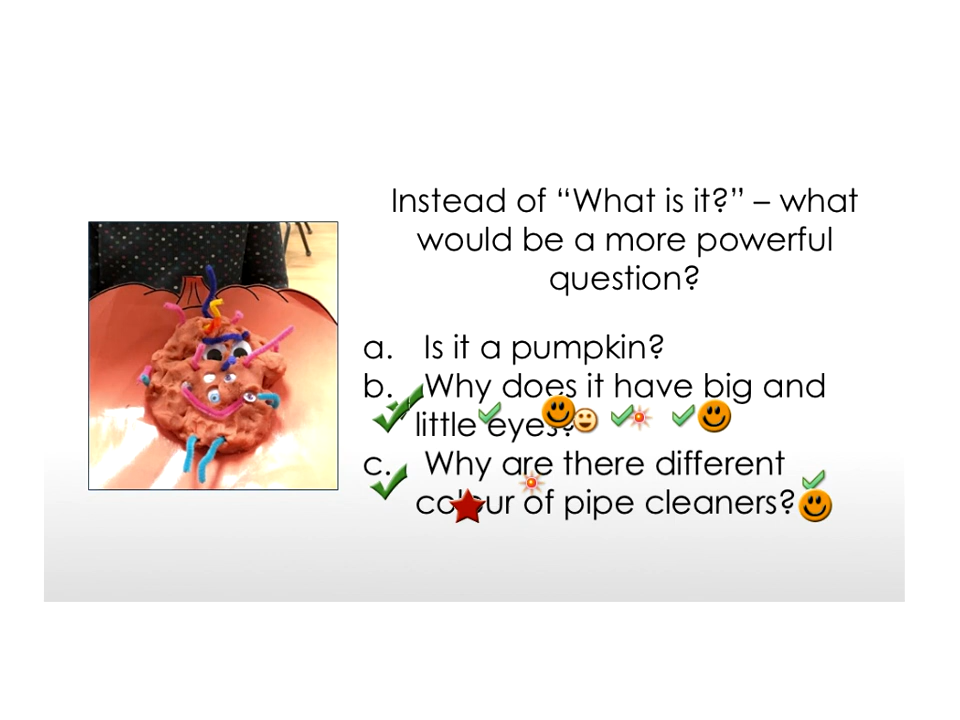 Instead of “What is it?” – what
would be a more powerful
question?
a. Is it a pumpkin?
b. Why does it have big and
little eyes?
c. Why are there different
colour of pipe cleaners?